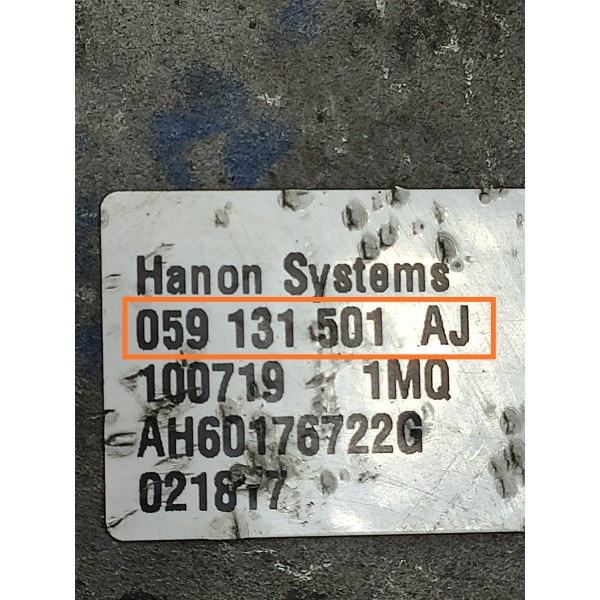 Hanon Systems
059 131 501 AJ
100719 1MQ
AH60176722G
021817